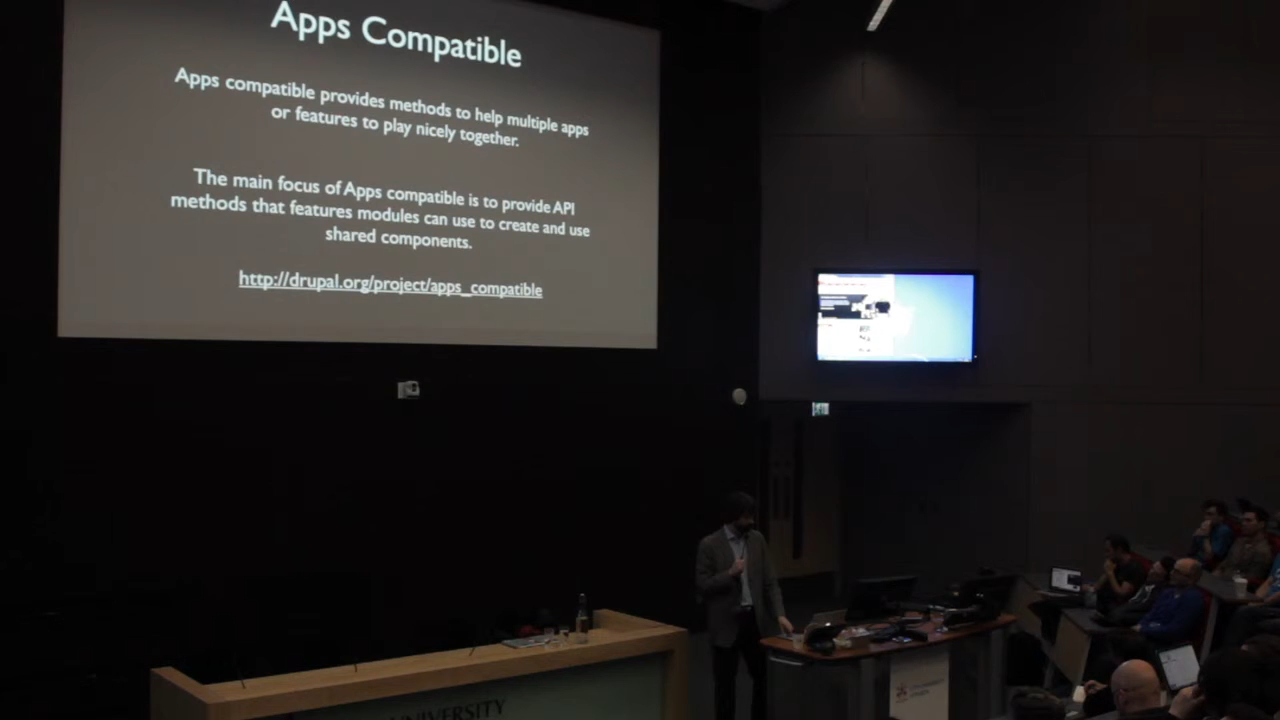 Apps Compatible
Apps compatible provides methods to help multiple apps
or features to play nicely together.
The main focus of Apps compatible is to provide API
methods that features modules can use to create and use
shared components.
http://drupal.org/project/apps_compatible
UNIVERSITY